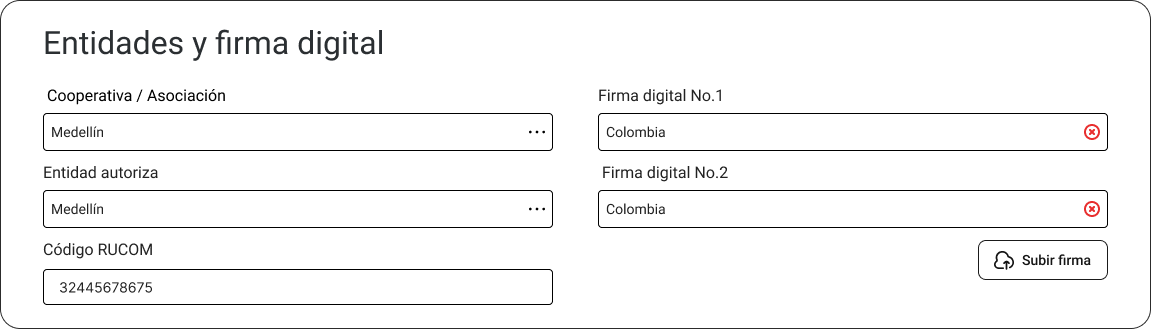 Entidades y firma digital
Cooperativa / Asociación
Medellín
Entidad autoriza
Medellín
Código RUCOM
32445678675
Firma digital No.1
Colombia
Firma digital No.2
Colombia
Subir firma